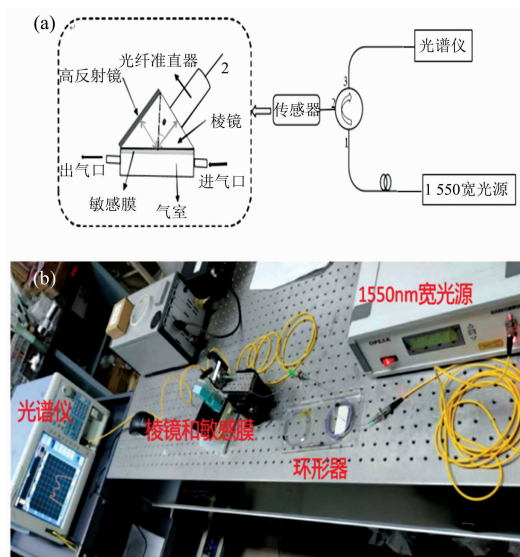 (a)
光纤准直器
2
高反射镜
棱镜
出气口
进气口
敏感膜
气室
传感器
光谱仪
3
2
1
1 550宽光源
(b)
1550nm宽光源
OPEAK
光谱仪
棱镜和敏感膜
环形器